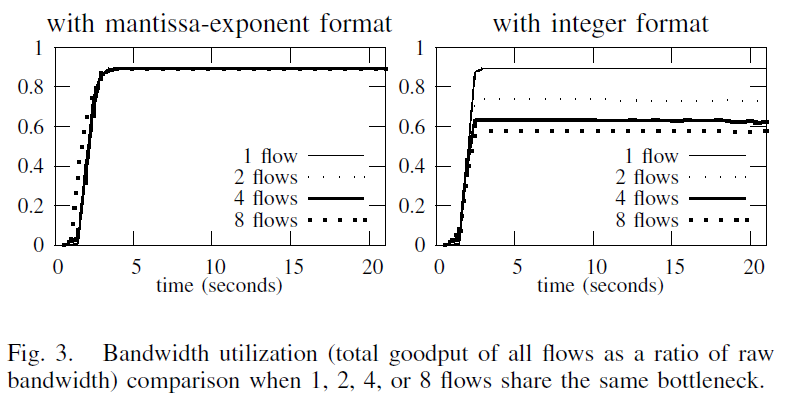 with mantissa-exponent format
1
0.8
0.6
0.4
0.2
0
1 flow
2 flows
4 flows
8 flows
0 5 10 15 20
time (seconds)
with integer format
1
0.8
0.6
0.4
0.2
0
1 flow
2 flows
4 flows
8 flows
0 5 10 15 20
time (seconds)
Fig. 3. Bandwidth utilization (total goodput of all flows as a ratio of raw
bandwidth) comparison when 1, 2, 4, or 8 flows share the same bottleneck.